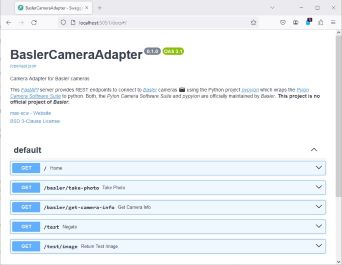 BaslerCameraAdapter - Swagg
localhost:5051/docs#/
BaslerCameraAdapter 0.1.0 OAS 3.1
/openapi.json
Camera Adapter for Basler cameras
This FastAPI server provides REST endpoints to connect to Basler cameras using the Python project pypylon which wraps the Pylon
Camera Software Suite to python. Both, the Pylon Camera Software Suite and pypylon are officially maintained by Basler. This project is no
official project of Basler.
- Website
BSD 3-Clause License
default
GET / Home
GET /basler/take-photo Take Photo
GET /basler/get-camera-info Get Camera Info
GET /test Negate
GET /test/image Return Test Image